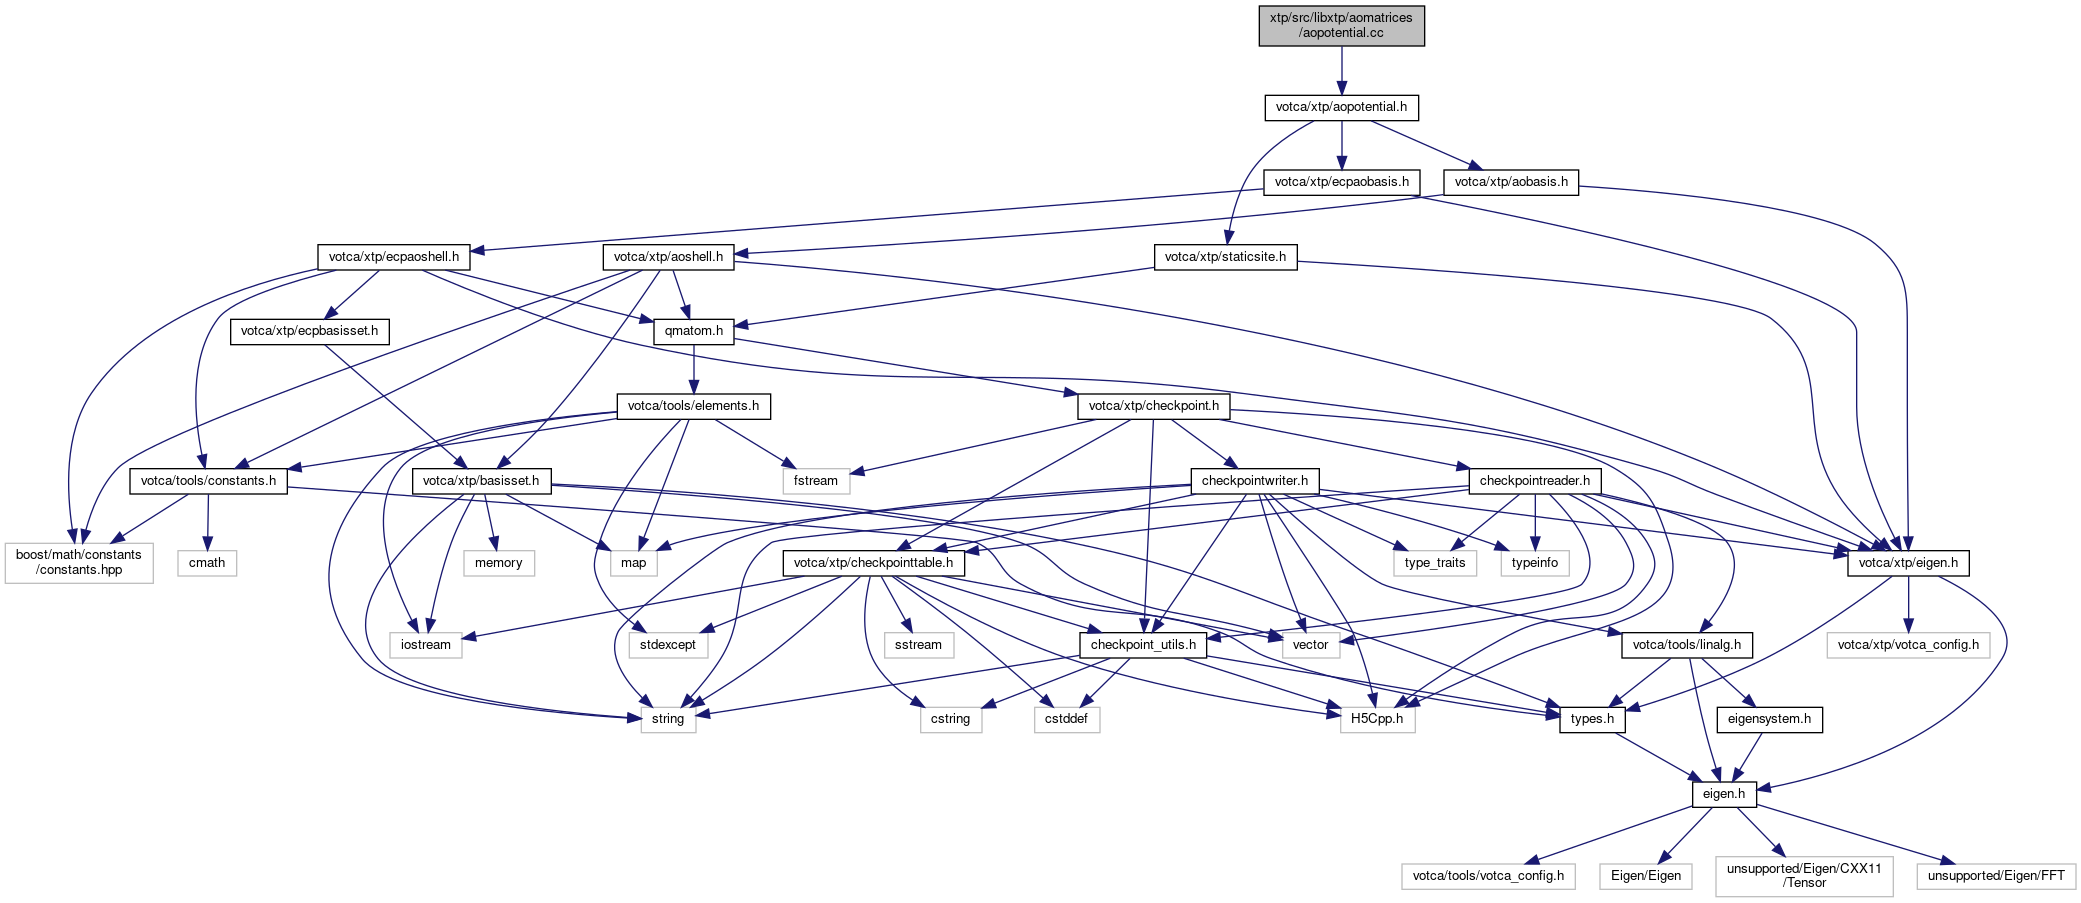 xtp/src/libxtp/aomatrices
/aopotential.cc
votca/xtp/aopotential.h
votca/xtp/ecpaobasis.h
votca/xtp/aobasis.h
votca/xtp/ecpaoshell.h
votca/xtp/aoshell.h
votca/xtp/staticsite.h
votca/xtp/ecpbasisset.h
qmatom.h
votca/tools/elements.h
votca/xtp/checkpoint.h
votca/tools/constants.h
votca/xtp/basisset.h
fstream
checkpointwriter.h
checkpointreader.h
boost/math/constants
/constants.hpp
cmath
memory
map
votca/xtp/checkpointtable.h
type_traits
typeinfo
votca/xtp/eigen.h
iostream
stdexcept
sstream
checkpoint_utils.h
vector
votca/tools/linalg.h
votca/xtp/votca_config.h
string
cstring
cstddef
H5Cpp.h
types.h
eigensystem.h
eigen.h
votca/tools/votca_config.h
Eigen/Eigen
unsupported/Eigen/CXX11
/Tensor
unsupported/Eigen/FFT